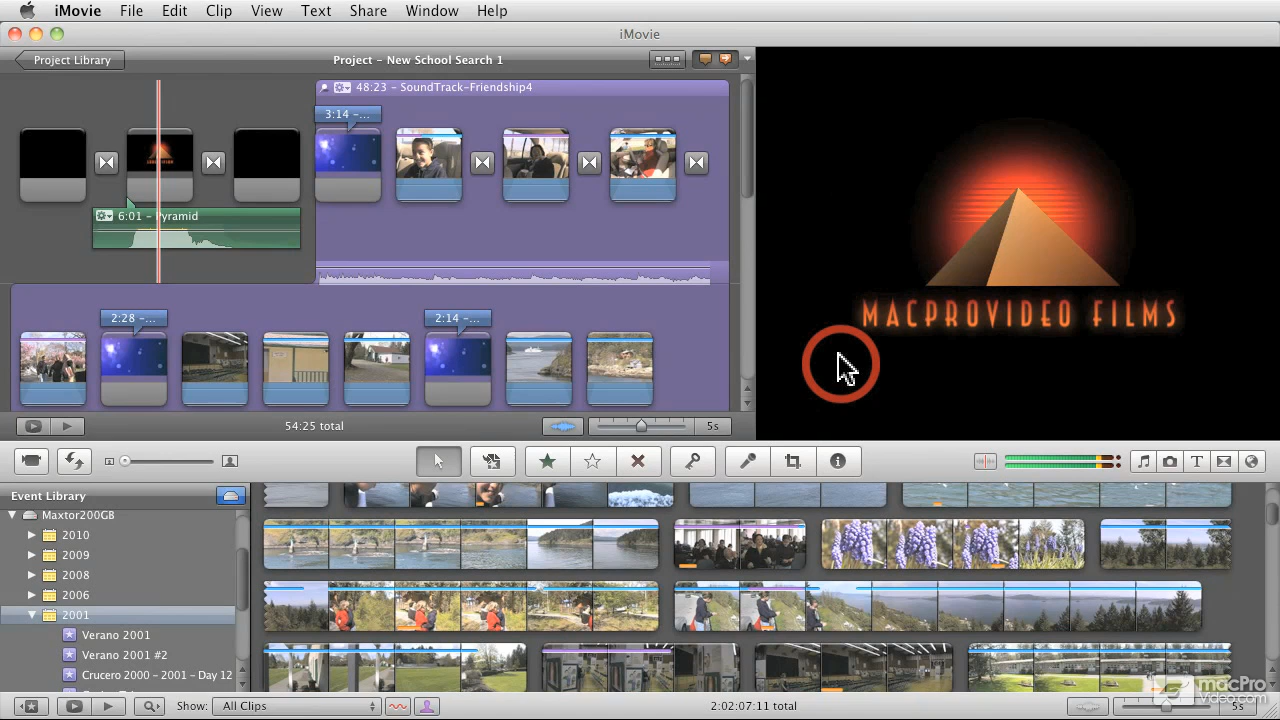 iMovie File Edit Clip View Text Share Window Help
iMovie
Project Library
Project - New School Search 1
48:23 - SoundTrack-Friendship4
3:14 -...
6:01 - Pyramid
2:28 -...
2:14 -...
MACPROVIDEO FILMS
54:25 total
5s
Event Library
Maxtor200GB
2010
2009
2008
2006
2001
Verano 2001
Verano 2001 #2
Crucero 2000 - 2001 - Day 12
Show: All Clips
2:02:07:11 total
5s
macPro
Video.com